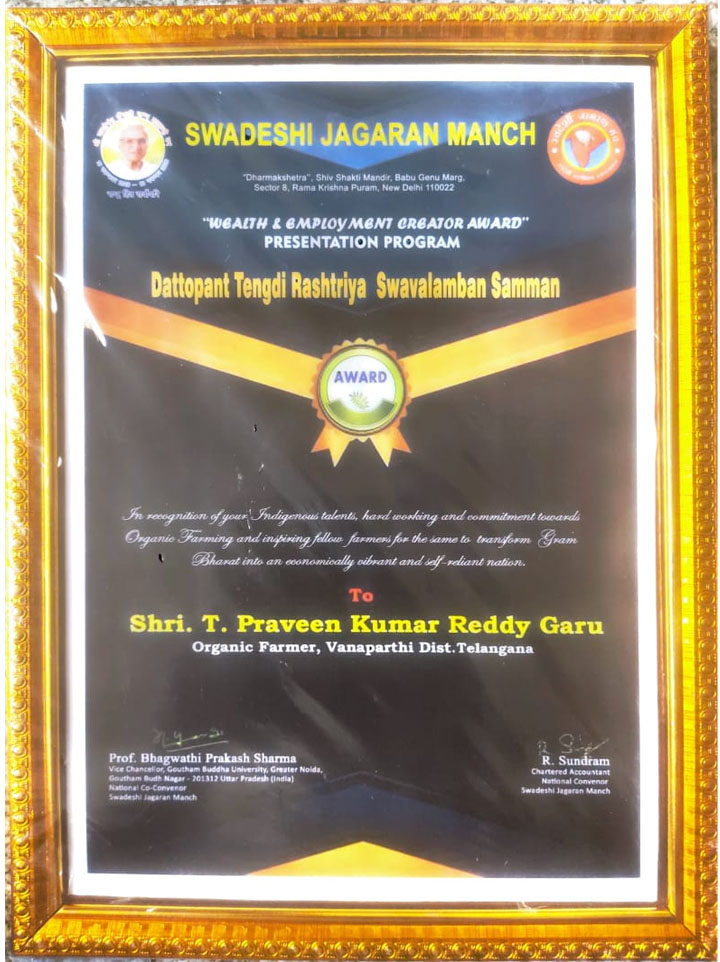 SWADESHI JAGARAN MANCH
"Dharmakshetra", Shiv Shakti Mandir, Babu Genu Marg,
Sector 8, Rama Krishna Puram, New Delhi 110022
"WEALTH & EMPLOYMENT CREATOR AWARD"
PRESENTATION PROGRAM
Dattopant Tengdi Rashtriya Swavalamban Samman
AWARD
In recognition of your Indigenous talents, hard working and commitment towards
Organic Farming and inspiring fellow farmers for the same to transform Gram
Bharat into an economically vibrant and self-reliant nation.
To
Shri. T. Praveen Kumar Reddy Garu
Organic Farmer, Vanaparthi Dist.Telangana
Prof. Bhagwathi Prakash Sharma
Vice Chancellor, Goutham Buddha University, Greater Noida,
Goutham Budh Nagar - 201312 Uttar Pradesh (India)
National Co-Convenor
Swadeshi Jagaran Manch
R. Sundram
Chartered Accountant
National Convenor
Swadeshi Jagaran Manch